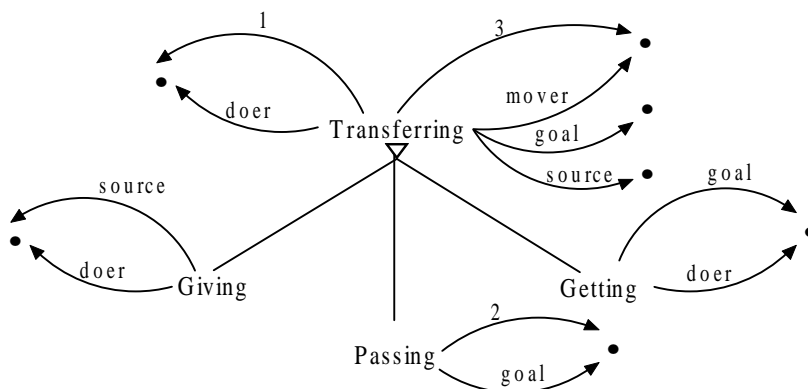 1
3
doer
mover
Transferring
goal
source
source
goal
doer
Giving
Getting
doer
2
Passing
goal